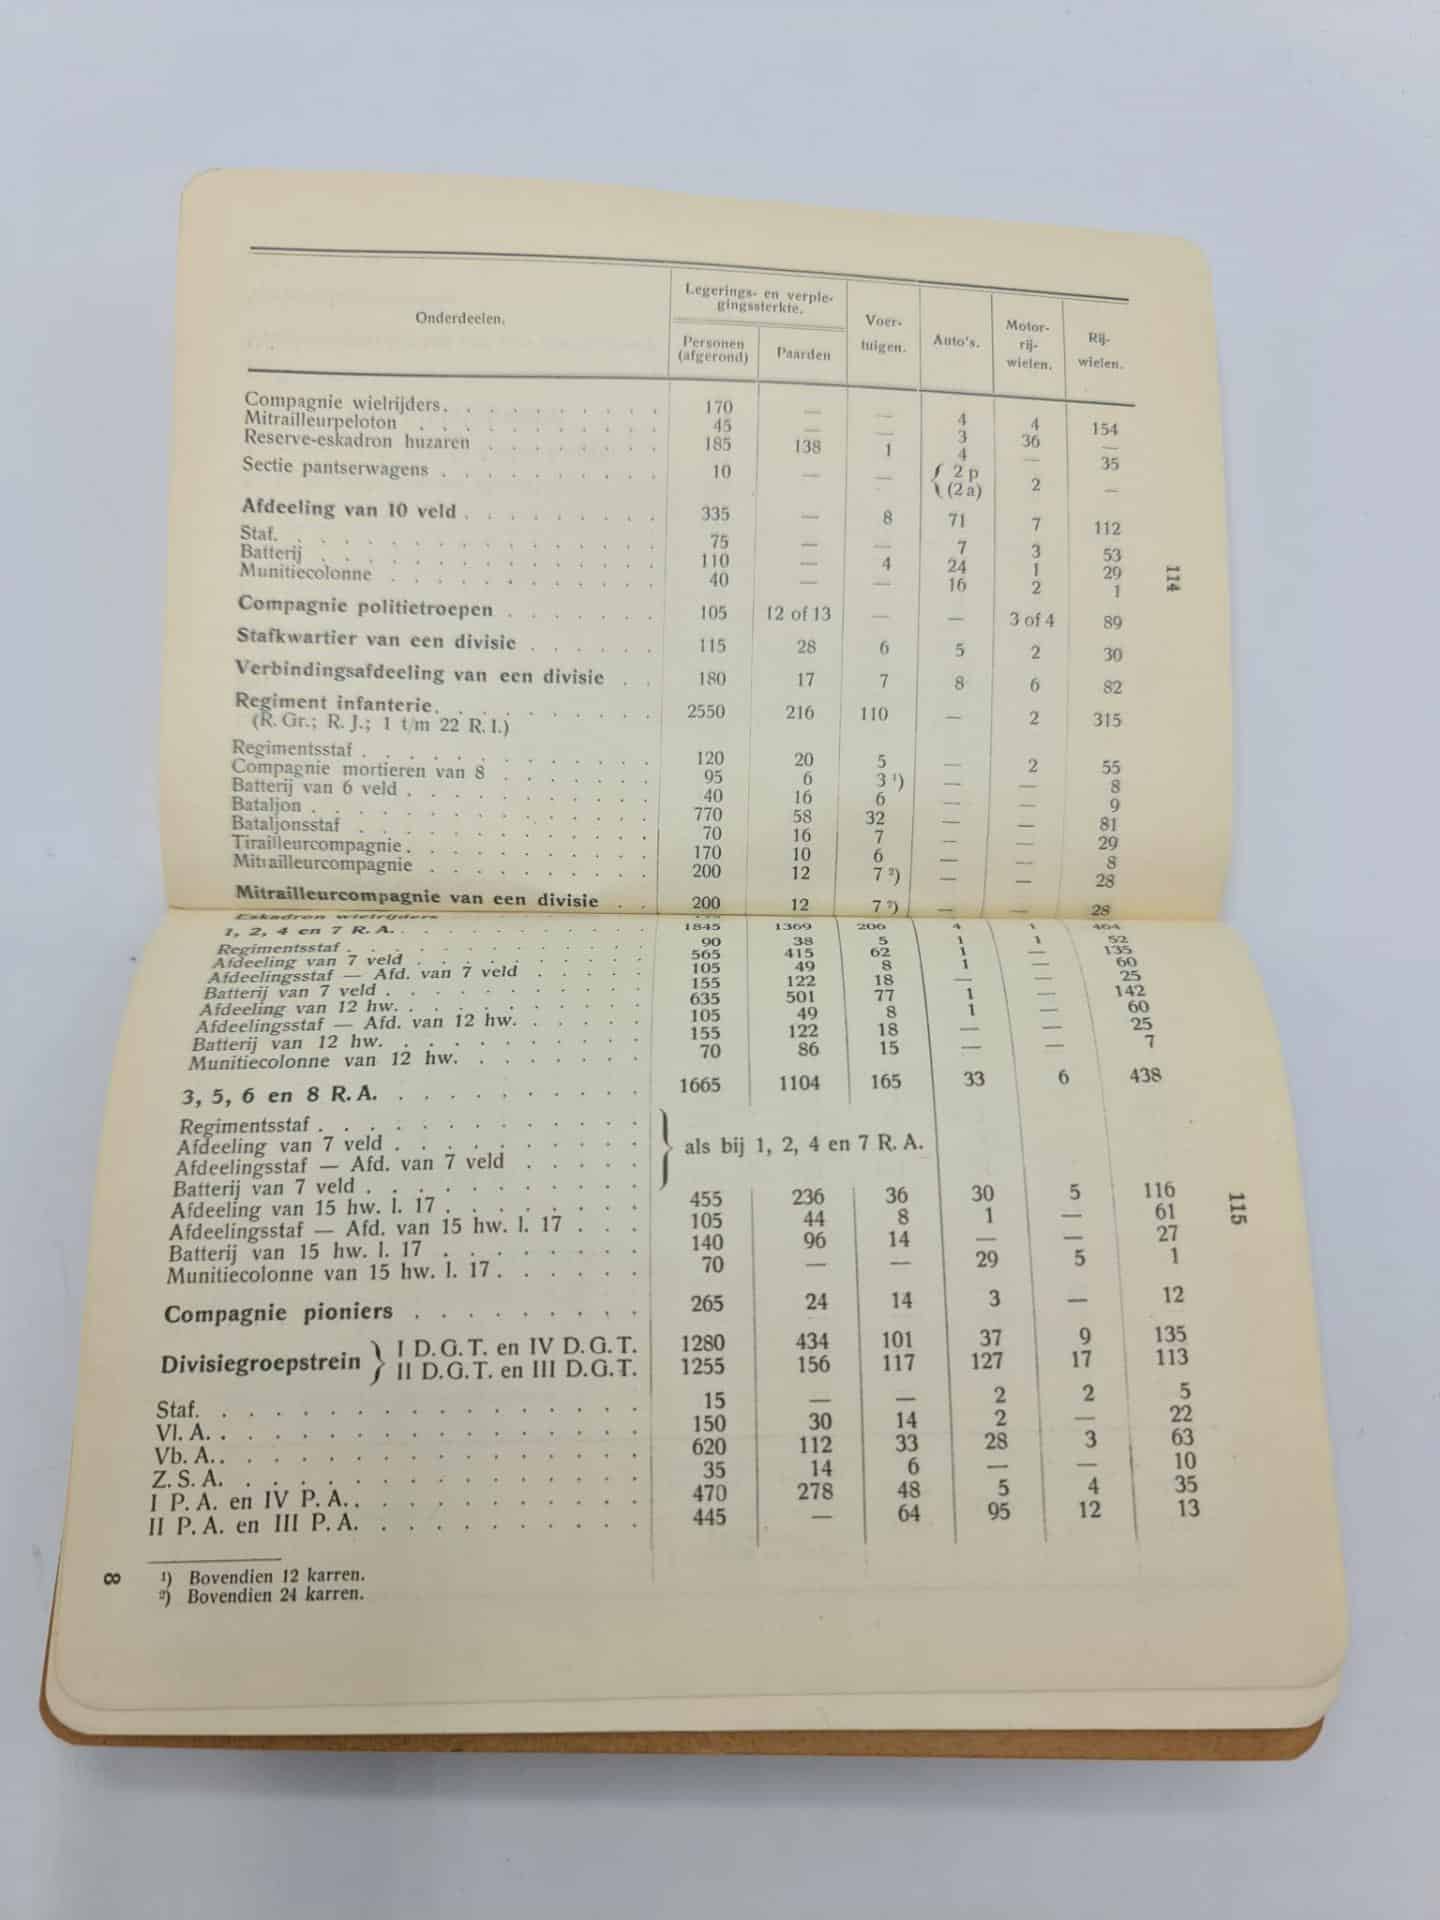 Onderdeelen.
Legerings- en verple-
gingssterkte.
Personen
(afgerond)
Paarden
Voer-
tuigen.
Auto's.
Motor-
rij-
wielen.
Rij-
wielen.
Compagnie wielrijders. 170 — — 4 4 154
Mitrailleurpeloton 45 — — 3 36 —
Reserve-eskadron huzaren 185 138 1 4 — 35
Sectie pantserwagens 10 — — { 2 p (2 a) 2 —
Afdeeling van 10 veld. 335 — 8 71 7 112
Staf. 75 — — 7 3 53
Batterij 110 — 4 24 1 29
Munitiecolonne 40 — — 16 2 1
Compagnie politietroepen 105 12 of 13 — — 3 of 4 89
Stafkwartier van een divisie 115 28 6 5 2 30
Verbindingsafdeeling van een divisie 180 17 7 8 6 82
Regiment infanterie. 2550 216 110 — 2 315
(R. Gr.; R. J.; 1 t/m 22 R. I.)
Regimentsstaf 120 20 5 — 2 55
Compagnie mortieren van 8 95 6 3 ¹) — — 8
Batterij van 6 veld 40 16 6 — — 9
Bataljon 770 58 32 — — 81
Bataljonsstaf 70 16 7 — — 29
Tirailleurcompagnie. 170 10 6 — — 8
Mitrailleurcompagnie 200 12 7 ²) — — 28
Mitrailleurcompagnie van een divisie 200 12 7 ²) — — 28
114
Eskadron wielrijders
1, 2, 4 en 7 R. A. 1845 1369 206 4 1 464
Regimentsstaf. 90 38 5 1 1 52
Afdeeling van 7 veld 565 415 62 1 — 135
Afdeelingsstaf — Afd. van 7 veld 105 49 8 1 — 60
Batterij van 7 veld 155 122 18 — — 25
Afdeeling van 12 hw. 635 501 77 1 — 142
Afdeelingsstaf — Afd. van 12 hw. 105 49 8 1 — 60
Batterij van 12 hw. 155 122 18 — — 25
Munitiecolonne van 12 hw. 70 86 15 — — 7
3, 5, 6 en 8 R. A. 1665 1104 165 33 6 438
Regimentsstaf
Afdeeling van 7 veld
Afdeelingsstaf — Afd. van 7 veld
Batterij van 7 veld
} als bij 1, 2, 4 en 7 R. A.
Afdeeling van 15 hw. l. 17 455 236 36 30 5 116
Afdeelingsstaf — Afd. van 15 hw. l. 17 105 44 8 1 — 61
Batterij van 15 hw. l. 17 140 96 14 — — 27
Munitiecolonne van 15 hw. l. 17. 70 — — 29 5 1
Compagnie pioniers 265 24 14 3 — 12
Divisiegroepstrein } I D. G. T. en IV D. G. T. 1280 434 101 37 9 135
II D.G.T. en III D.G.T. 1255 156 117 127 17 113
Staf. 15 — — 2 2 5
Vl. A. 150 30 14 2 — 22
Vb. A. 620 112 33 28 3 63
Z. S. A. 35 14 6 — — 10
I P. A. en IV P. A. 470 278 48 5 4 35
II P. A. en III P. A. 445 — 64 95 12 13
115
¹) Bovendien 12 karren.
²) Bovendien 24 karren.
8